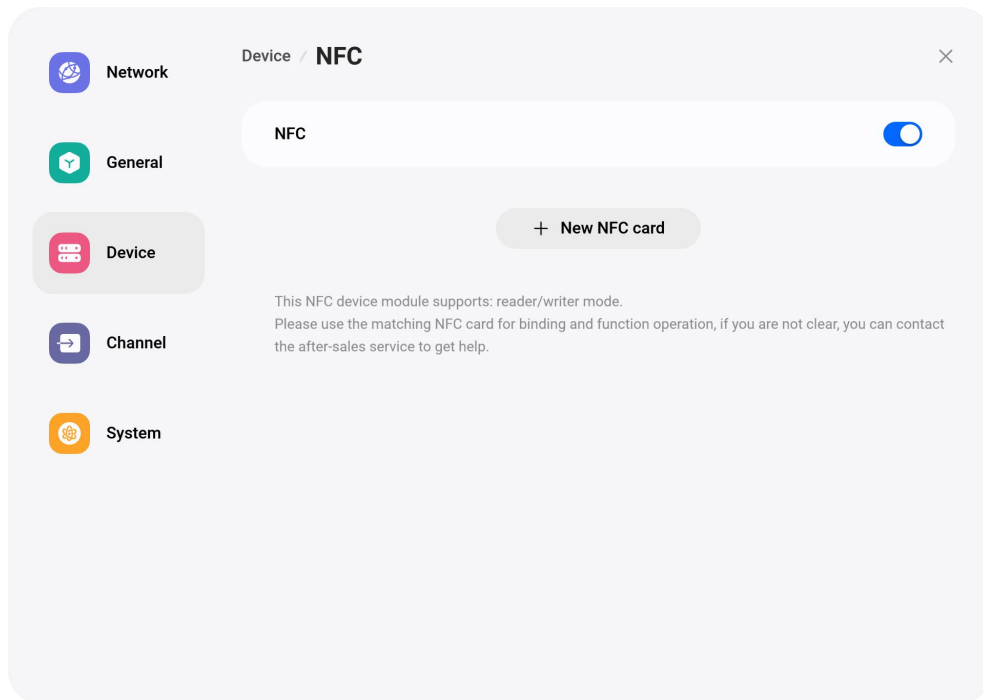 Network
General
Device
Channel
System
Device / NFC
NFC
+ New NFC card
This NFC device module supports: reader/writer mode.
Please use the matching NFC card for binding and function operation, if you are not clear, you can contact
the after-sales service to get help.